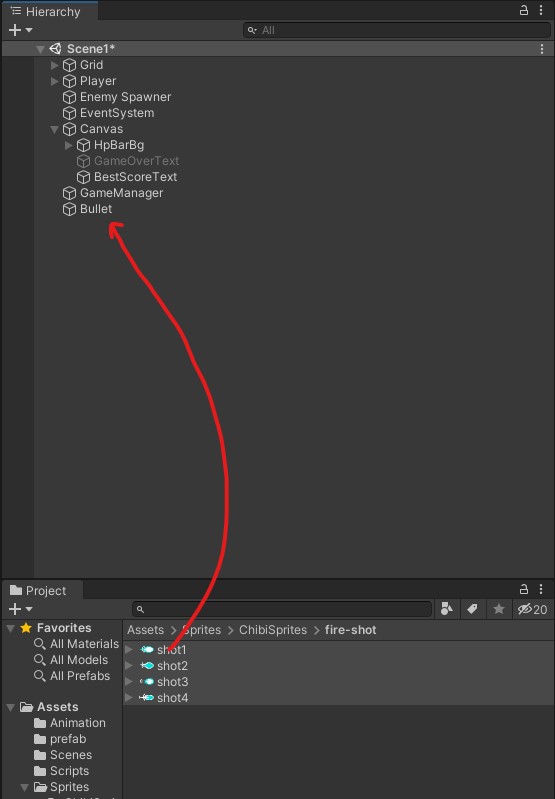 Hierarchy
All
Scene1*
Grid
Player
Enemy Spawner
EventSystem
Canvas
HpBarBg
GameOverText
BestScoreText
GameManager
Bullet
Project
20
Favorites
All Materials
All Models
All Prefabs
Assets
Animation
prefab
Scenes
Scripts
Sprites
Assets > Sprites > ChibiSprites > fire-shot
shot1
shot2
shot3
shot4